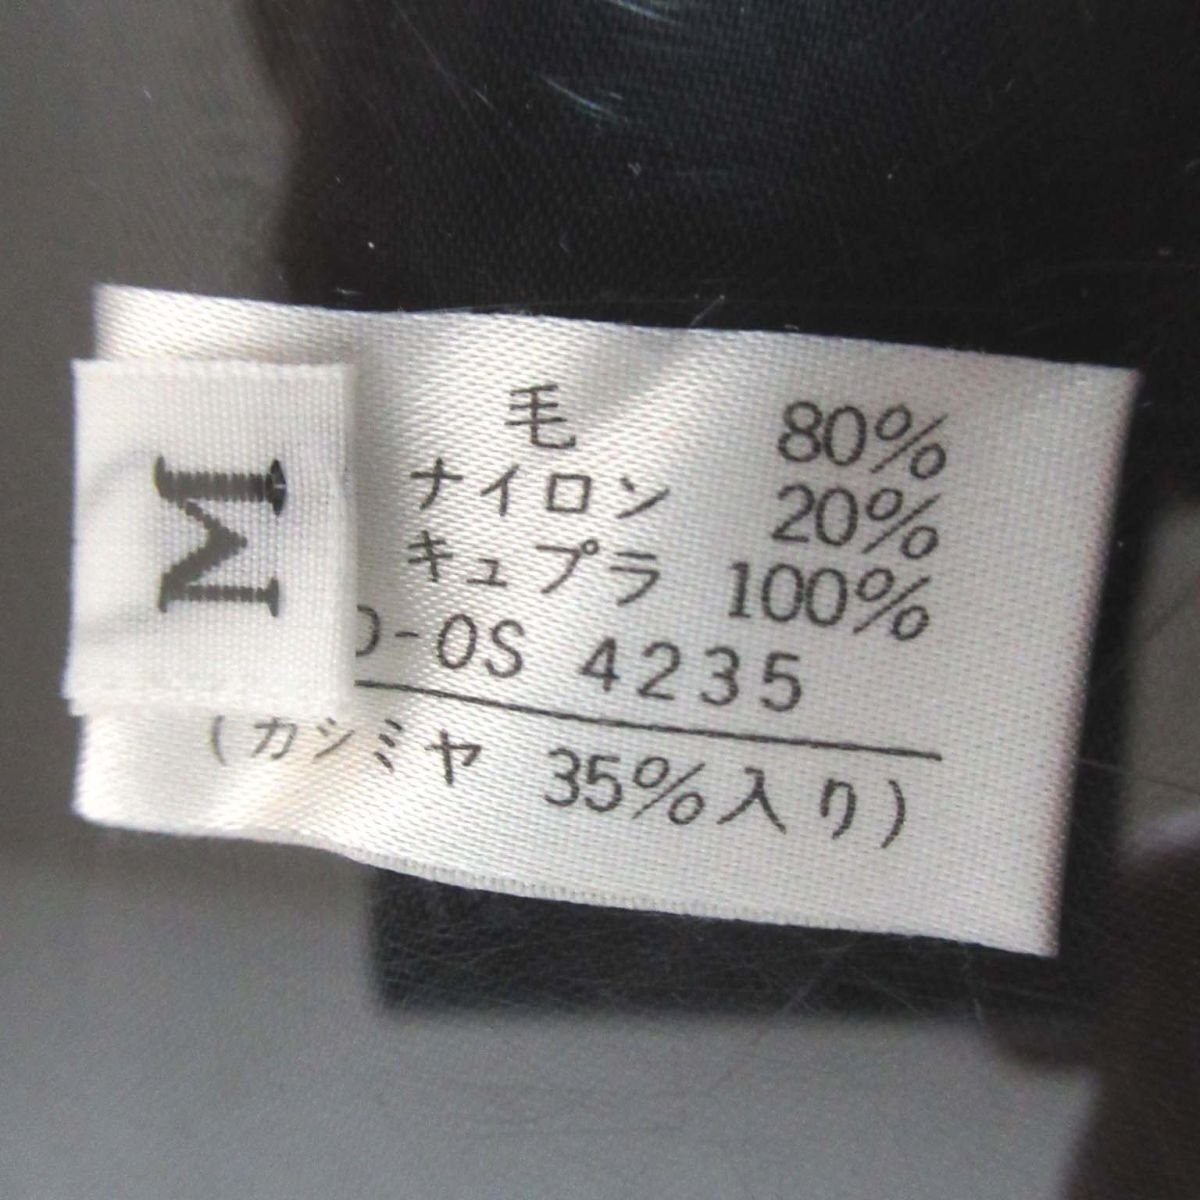 M
毛 80%
ナイロン 20%
キュプラ 100%
-OS 4235
(カシミヤ 35%入り)